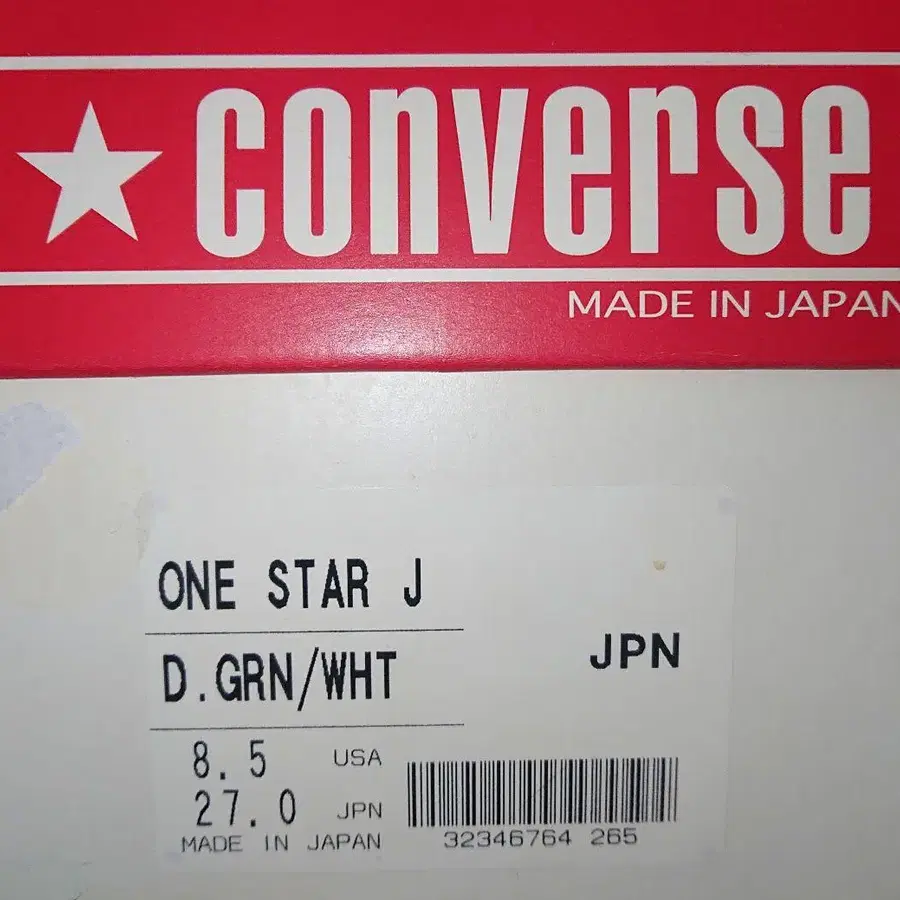 converse
MADE IN JAPAN
ONE STAR J
D.GRN/WHT
JPN
8.5 USA
27.0 JPN
MADE IN JAPAN
32346764 265